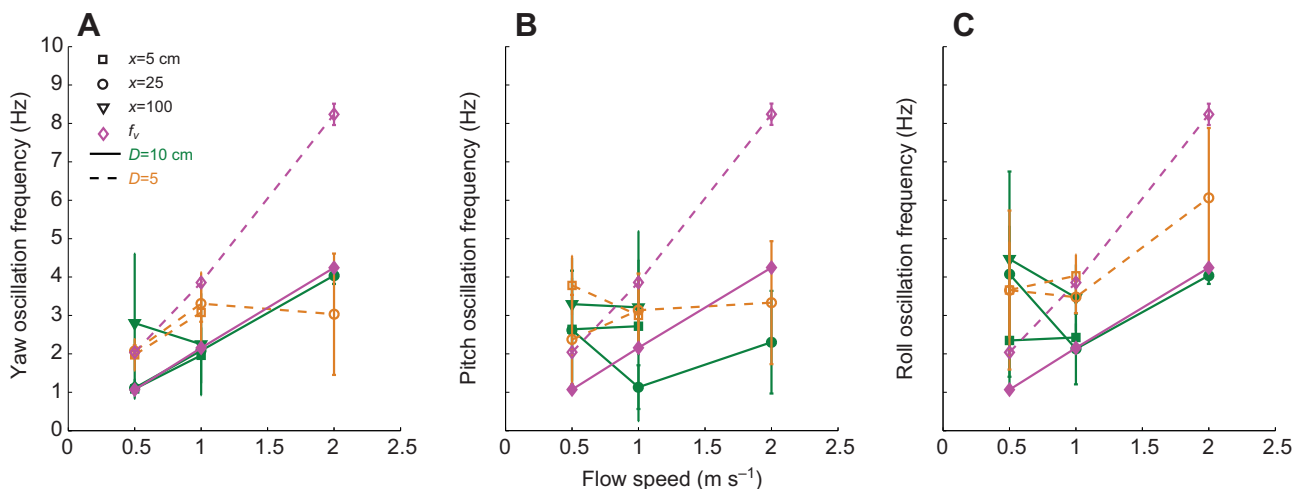 A
B
C
Yaw oscillation frequency (Hz)
10
9
8
7
6
5
4
3
2
1
0
x=5 cm
x=25
x=100
fv
D=10 cm
D=5
0 0.5 1 1.5 2 2.5
Pitch oscillation frequency (Hz)
0 0.5 1 1.5 2 2.5
Flow speed (m s–1)
Roll oscillation frequency (Hz)
0 0.5 1 1.5 2 2.5